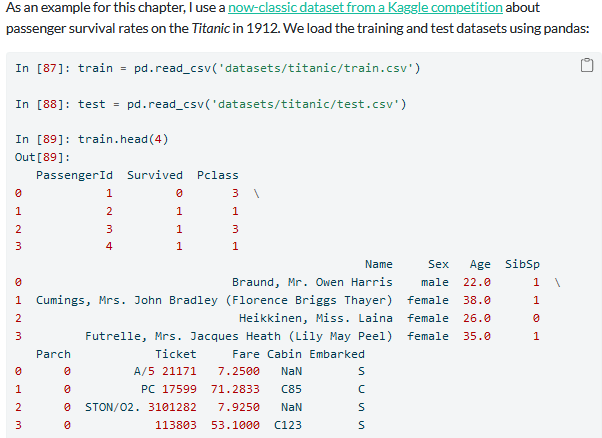 As an example for this chapter, I use a now-classic dataset from a Kaggle competition about
passenger survival rates on the Titanic in 1912. We load the training and test datasets using pandas:
In [87]: train = pd.read_csv('datasets/titanic/train.csv')
In [88]: test = pd.read_csv('datasets/titanic/test.csv')
In [89]: train.head(4)
Out[89]:
   PassengerId  Survived  Pclass
0            1         0       3  \
1            2         1       1
2            3         1       3
3            4         1       1
                                                  Name     Sex   Age  SibSp
0                              Braund, Mr. Owen Harris    male  22.0      1  \
1  Cumings, Mrs. John Bradley (Florence Briggs Thayer)  female  38.0      1
2                               Heikkinen, Miss. Laina  female  26.0      0
3         Futrelle, Mrs. Jacques Heath (Lily May Peel)  female  35.0      1
   Parch            Ticket     Fare Cabin Embarked
0      0         A/5 21171   7.2500   NaN        S
1      0          PC 17599  71.2833   C85        C
2      0  STON/O2. 3101282   7.9250   NaN        S
3      0            113803  53.1000  C123        S